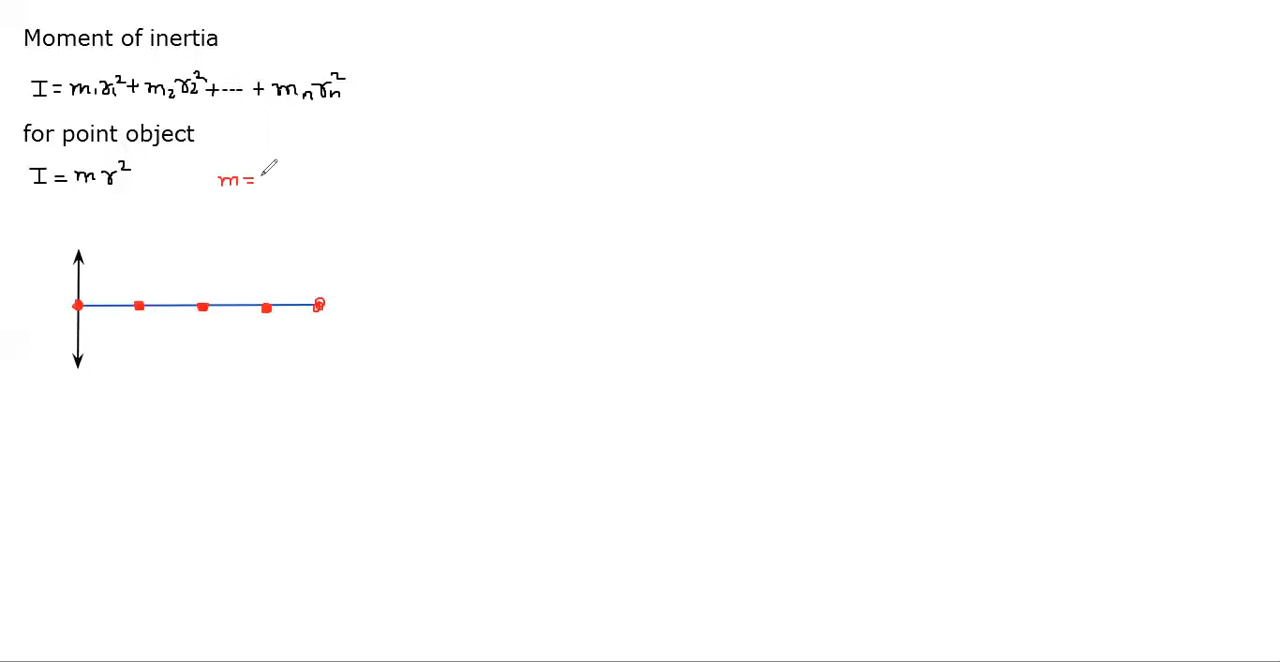 Moment of inertia
I = m₁r₁² + m₂r₂² + --- + mₙrₙ²
for point object
I = mr² m =